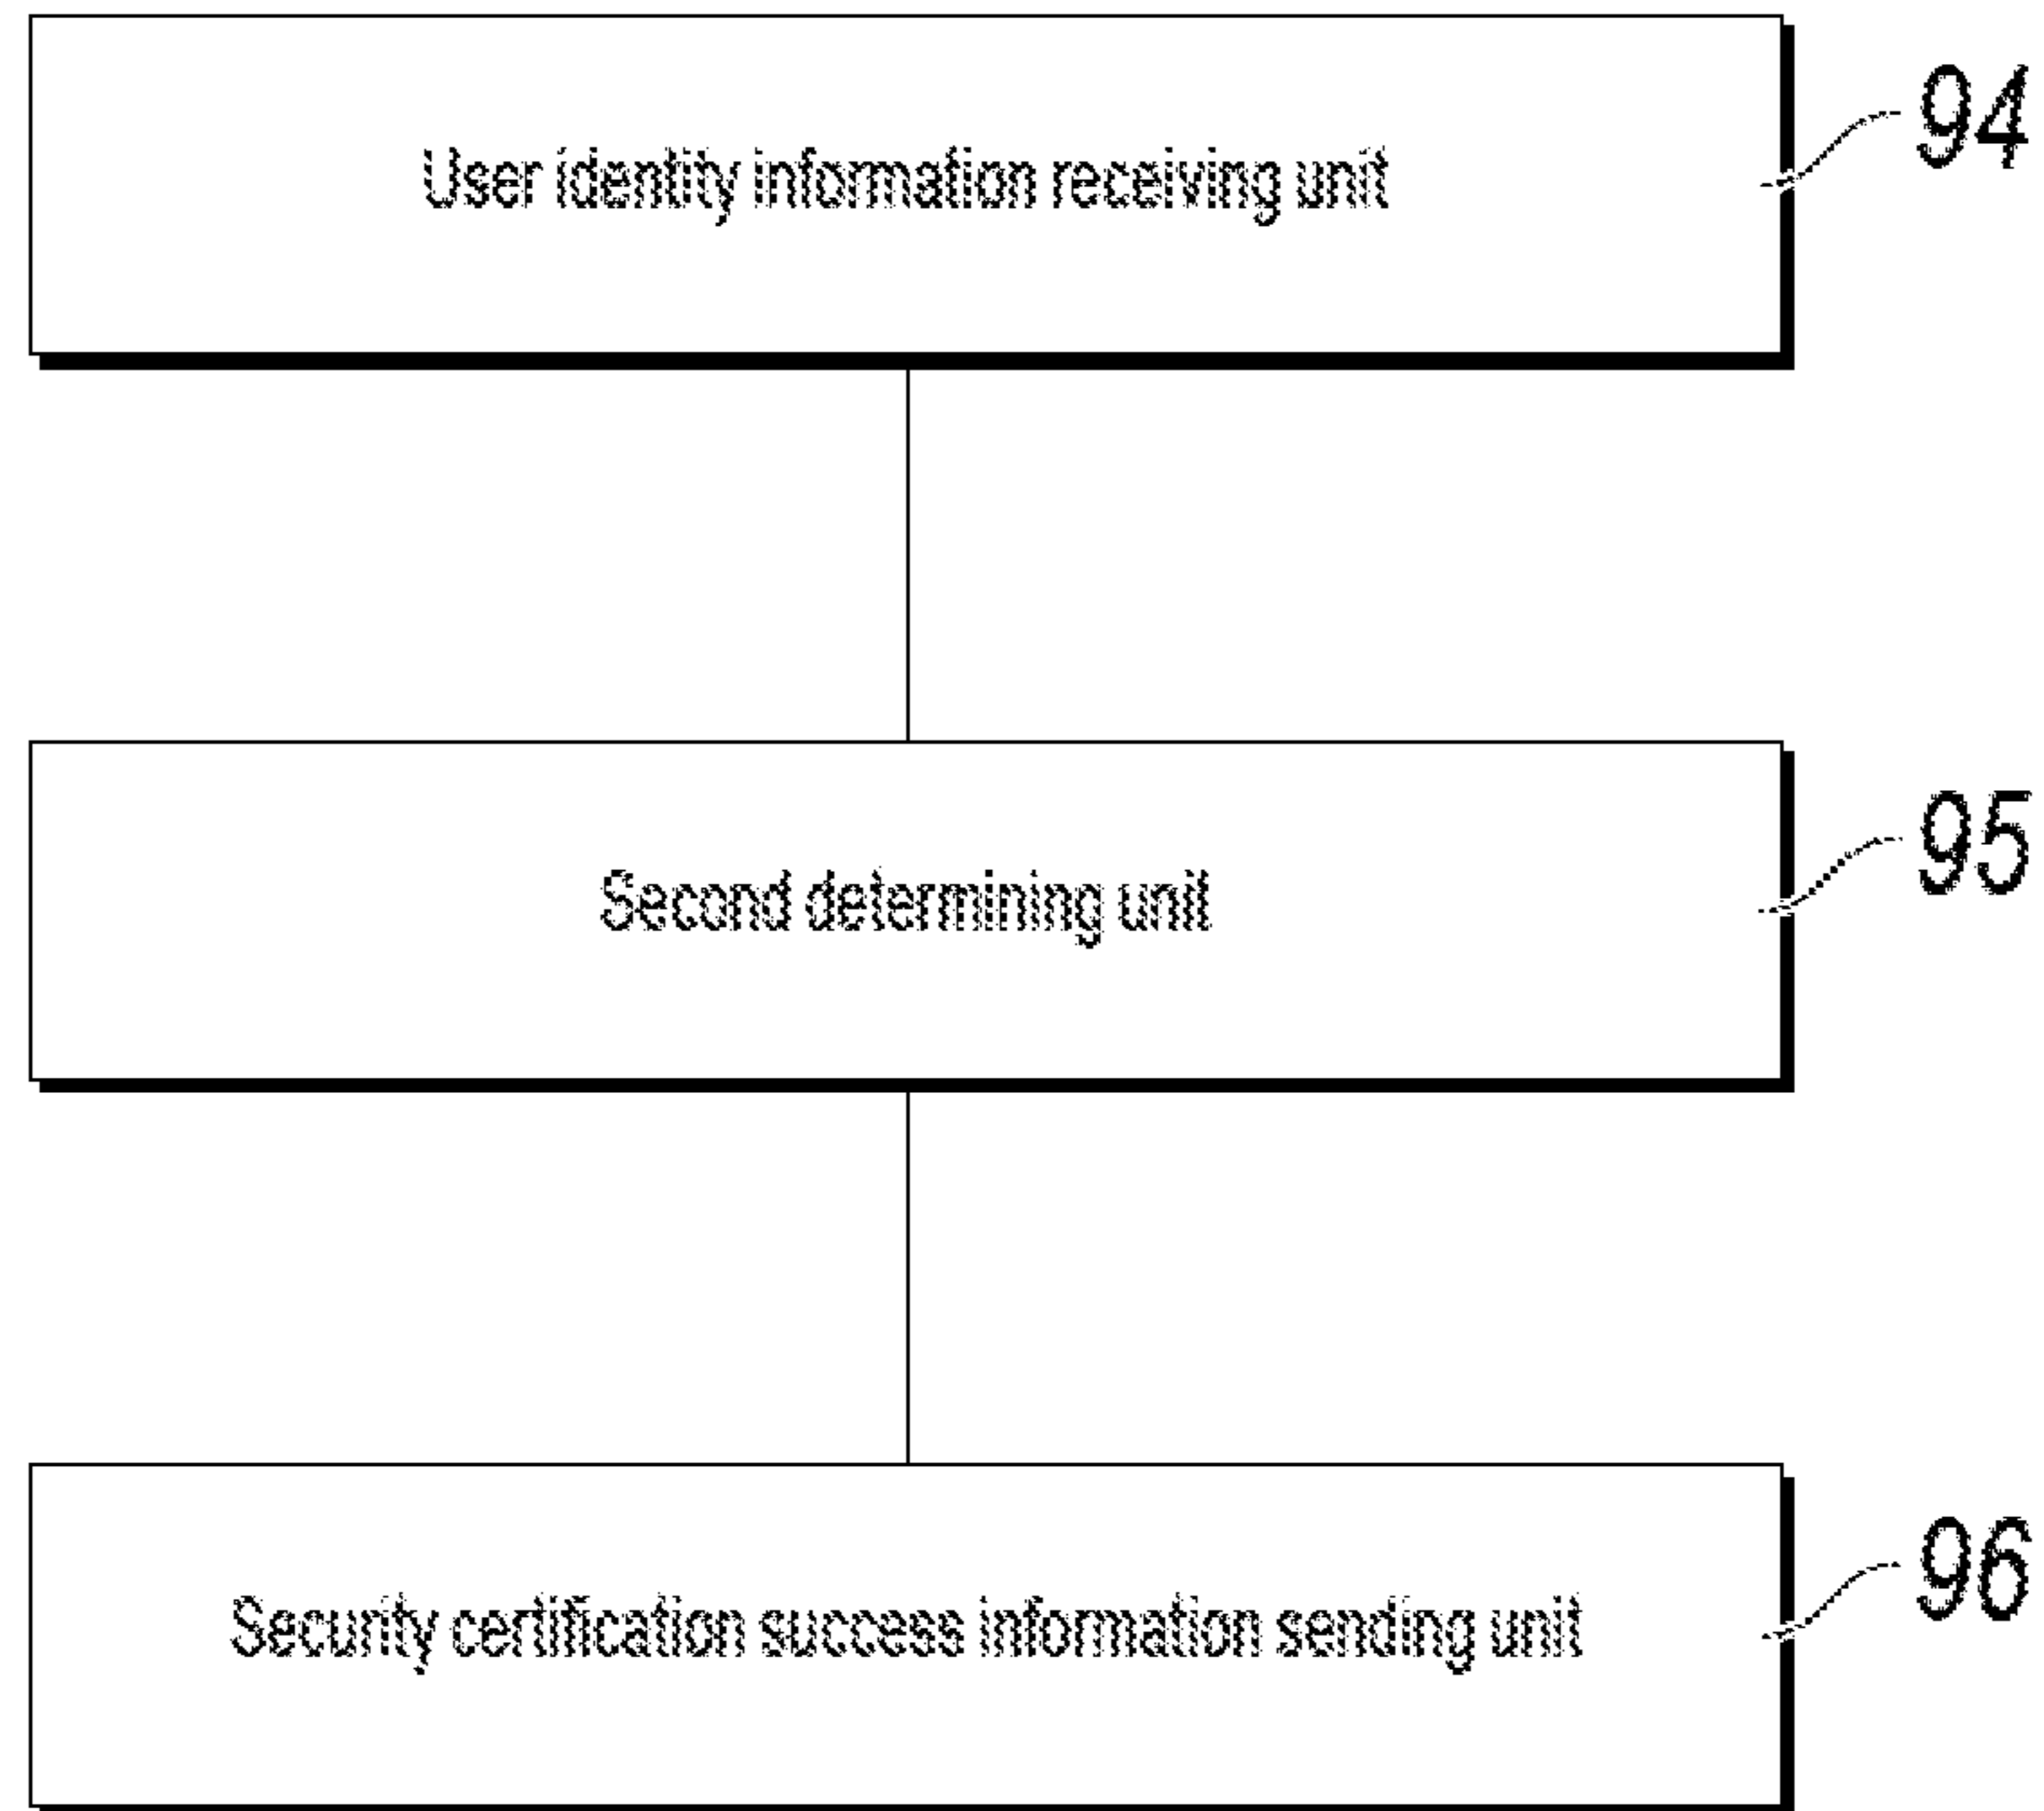 User identity information receiving unit
94
Second determining unit
95
Security certification success information sending unit
96